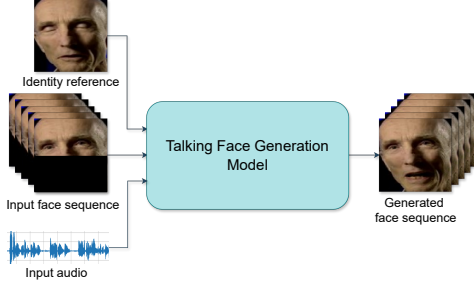 Identity reference
Input face sequence
Input audio
Talking Face Generation
Model
Generated
face sequence